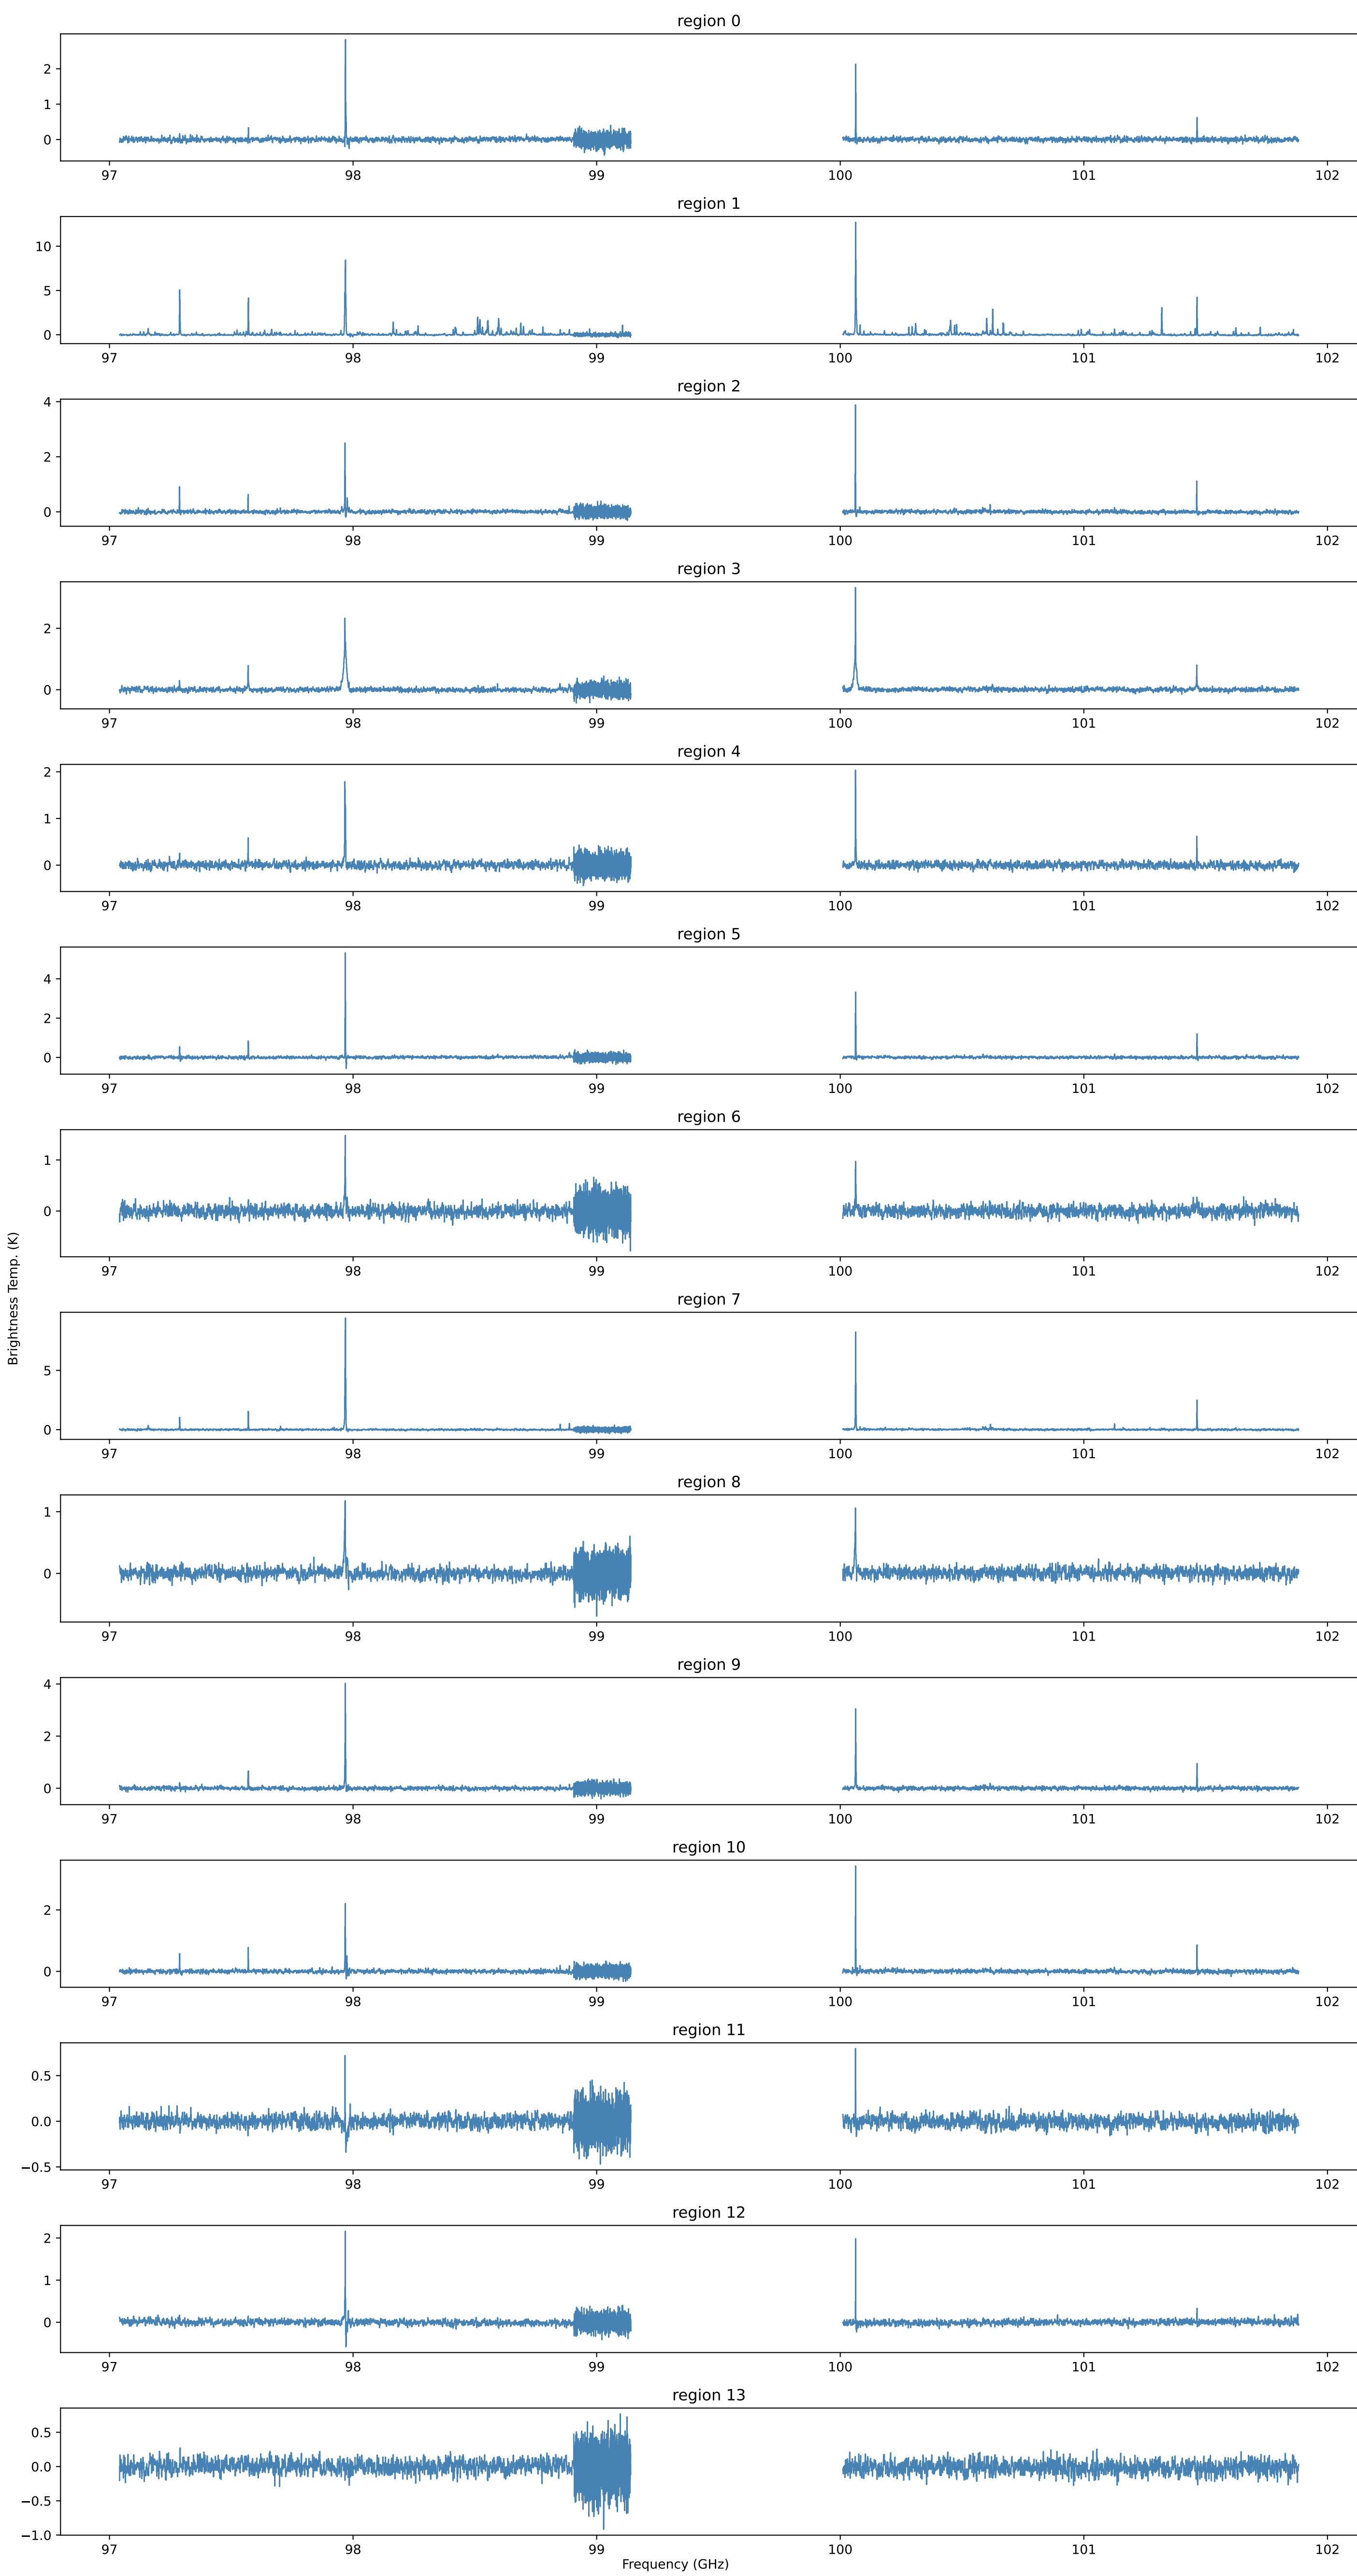 region 0
2
1
0
97 98 99 100 101 102
region 1
10
5
0
97 98 99 100 101 102
region 2
4
2
0
97 98 99 100 101 102
region 3
2
0
97 98 99 100 101 102
region 4
2
1
0
97 98 99 100 101 102
region 5
4
2
0
97 98 99 100 101 102
region 6
1
0
97 98 99 100 101 102
Brightness Temp. (K)
region 7
5
0
97 98 99 100 101 102
region 8
1
0
97 98 99 100 101 102
region 9
4
2
0
97 98 99 100 101 102
region 10
2
0
97 98 99 100 101 102
region 11
0.5
0.0
−0.5
97 98 99 100 101 102
region 12
2
1
0
97 98 99 100 101 102
region 13
0.5
0.0
−0.5
−1.0
97 98 99 100 101 102
Frequency (GHz)